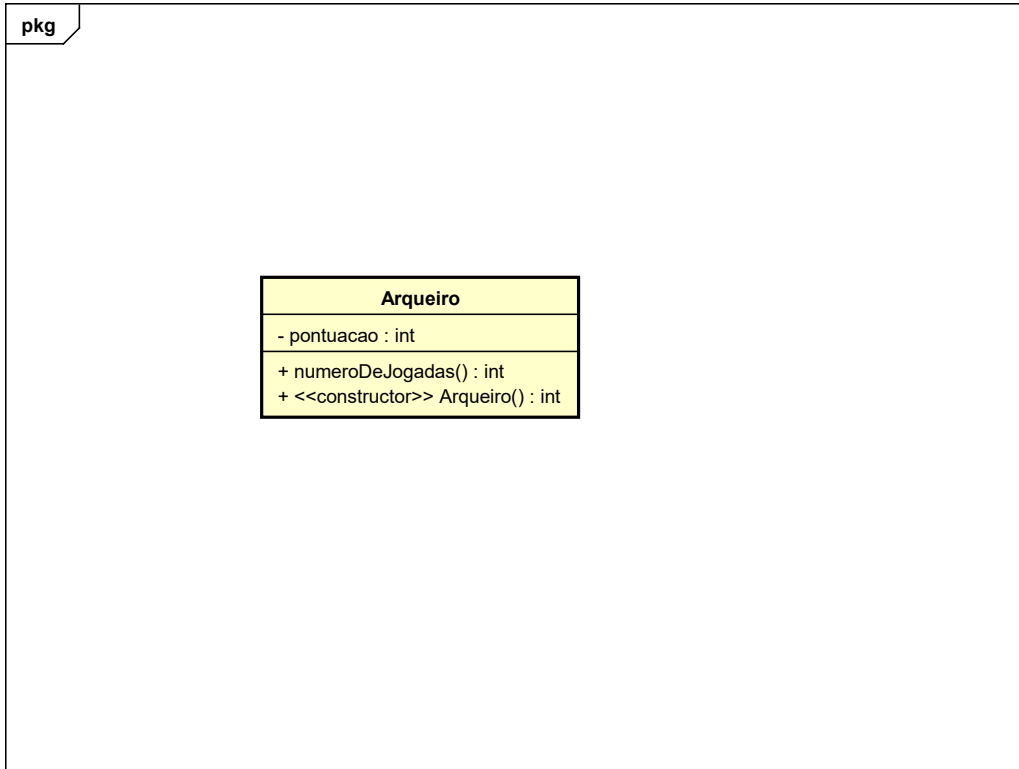 pkg
Arqueiro
- pontuacao : int
+ numeroDeJogadas() : int
+ <<constructor>> Arqueiro() : int